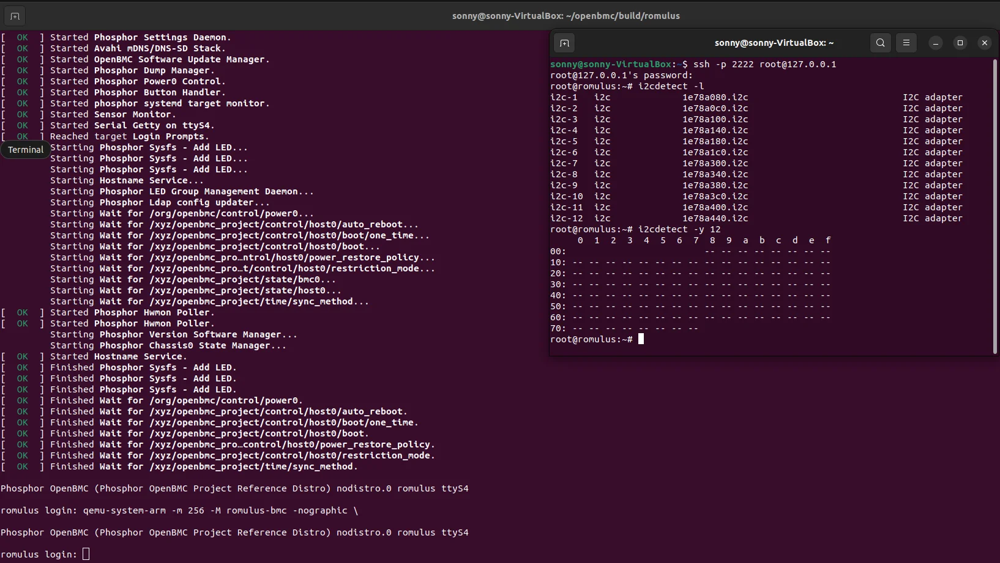 sonny@sonny-VirtualBox: ~/openbmc/build/romulus
[  OK  ] Started Phosphor Settings Daemon.
[  OK  ] Started Avahi mDNS/DNS-SD Stack.
[  OK  ] Started OpenBMC Software Update Manager.
[  OK  ] Started Phosphor Dump Manager.
[  OK  ] Started Phosphor Power0 Control.
[  OK  ] Started Phosphor Button Handler.
[  OK  ] Started phosphor systemd target monitor.
[  OK  ] Started Sensor Monitor.
[  OK  ] Started Serial Getty on ttyS4.
[  OK  ] Reached target Login Prompts.
Terminal
         Starting Phosphor Sysfs - Add LED...
         Starting Phosphor Sysfs - Add LED...
         Starting Phosphor Sysfs - Add LED...
         Starting Hostname Service...
         Starting Phosphor LED Group Management Daemon...
         Starting Phosphor Ldap config updater...
         Starting Wait for /org/openbmc/control/power0...
         Starting Wait for /xyz/openbmc_project/control/host0/auto_reboot...
         Starting Wait for /xyz/openbmc_project/control/host0/boot/one_time...
         Starting Wait for /xyz/openbmc_project/control/host0/boot...
         Starting Wait for /xyz/openbmc_pro…ntrol/host0/power_restore_policy...
         Starting Wait for /xyz/openbmc_pro…t/control/host0/restriction_mode...
         Starting Wait for /xyz/openbmc_project/state/bmc0...
         Starting Wait for /xyz/openbmc_project/state/host0...
         Starting Wait for /xyz/openbmc_project/time/sync_method...
[  OK  ] Started Phosphor Hwmon Poller.
[  OK  ] Started Phosphor Hwmon Poller.
         Starting Phosphor Version Software Manager...
         Starting Phosphor Chassis0 State Manager...
[  OK  ] Started Hostname Service.
[  OK  ] Finished Phosphor Sysfs - Add LED.
[  OK  ] Finished Phosphor Sysfs - Add LED.
[  OK  ] Finished Phosphor Sysfs - Add LED.
[  OK  ] Finished Wait for /org/openbmc/control/power0.
[  OK  ] Finished Wait for /xyz/openbmc_project/control/host0/auto_reboot.
[  OK  ] Finished Wait for /xyz/openbmc_project/control/host0/boot/one_time.
[  OK  ] Finished Wait for /xyz/openbmc_project/control/host0/boot.
[  OK  ] Finished Wait for /xyz/openbmc_pro…control/host0/power_restore_policy.
[  OK  ] Finished Wait for /xyz/openbmc_project/control/host0/restriction_mode.
[  OK  ] Finished Wait for /xyz/openbmc_project/time/sync_method.
Phosphor OpenBMC (Phosphor OpenBMC Project Reference Distro) nodistro.0 romulus ttyS4
romulus login: qemu-system-arm -m 256 -M romulus-bmc -nographic \
Phosphor OpenBMC (Phosphor OpenBMC Project Reference Distro) nodistro.0 romulus ttyS4
romulus login:
sonny@sonny-VirtualBox: ~
sonny@sonny-VirtualBox:~$ ssh -p 2222 root@127.0.0.1
root@127.0.0.1's password:
root@romulus:~# i2cdetect -l
i2c-1   i2c             1e78a080.i2c                            I2C adapter
i2c-2   i2c             1e78a0c0.i2c                            I2C adapter
i2c-3   i2c             1e78a100.i2c                            I2C adapter
i2c-4   i2c             1e78a140.i2c                            I2C adapter
i2c-5   i2c             1e78a180.i2c                            I2C adapter
i2c-6   i2c             1e78a1c0.i2c                            I2C adapter
i2c-7   i2c             1e78a300.i2c                            I2C adapter
i2c-8   i2c             1e78a340.i2c                            I2C adapter
i2c-9   i2c             1e78a380.i2c                            I2C adapter
i2c-10  i2c             1e78a3c0.i2c                            I2C adapter
i2c-11  i2c             1e78a400.i2c                            I2C adapter
i2c-12  i2c             1e78a440.i2c                            I2C adapter
root@romulus:~# i2cdetect -y 12
     0  1  2  3  4  5  6  7  8  9  a  b  c  d  e  f
00:                         -- -- -- -- -- -- -- --
10: -- -- -- -- -- -- -- -- -- -- -- -- -- -- -- --
20: -- -- -- -- -- -- -- -- -- -- -- -- -- -- -- --
30: -- -- -- -- -- -- -- -- -- -- -- -- -- -- -- --
40: -- -- -- -- -- -- -- -- -- -- -- -- -- -- -- --
50: -- -- -- -- -- -- -- -- -- -- -- -- -- -- -- --
60: -- -- -- -- -- -- -- -- -- -- -- -- -- -- -- --
70: -- -- -- -- -- -- -- --
root@romulus:~#